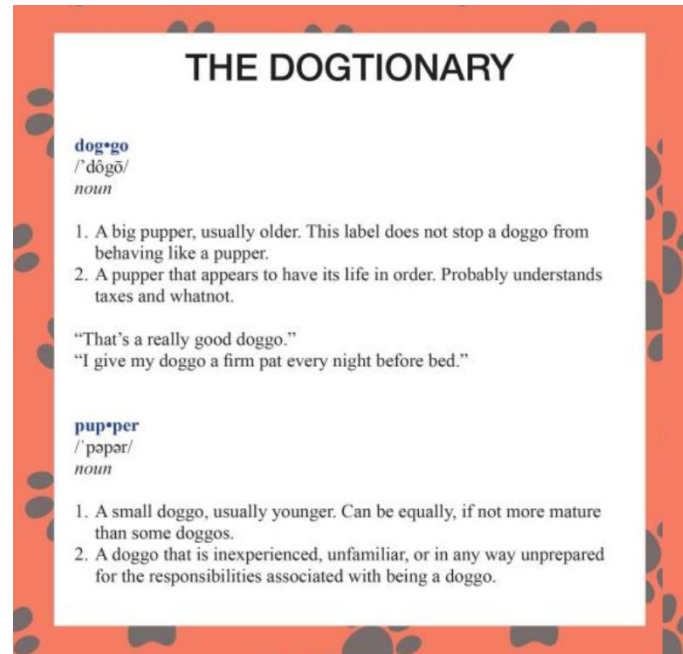 THE DOGTIONARY
dog•go
/'dôgō/
noun
1. A big pupper, usually older. This label does not stop a doggo from
behaving like a pupper.
2. A pupper that appears to have its life in order. Probably understands
taxes and whatnot.
“That’s a really good doggo.”
“I give my doggo a firm pat every night before bed.”
pup•per
/ˈpəpər/
noun
1. A small doggo, usually younger. Can be equally, if not more mature
than some doggos.
2. A doggo that is inexperienced, unfamiliar, or in any way unprepared
for the responsibilities associated with being a doggo.